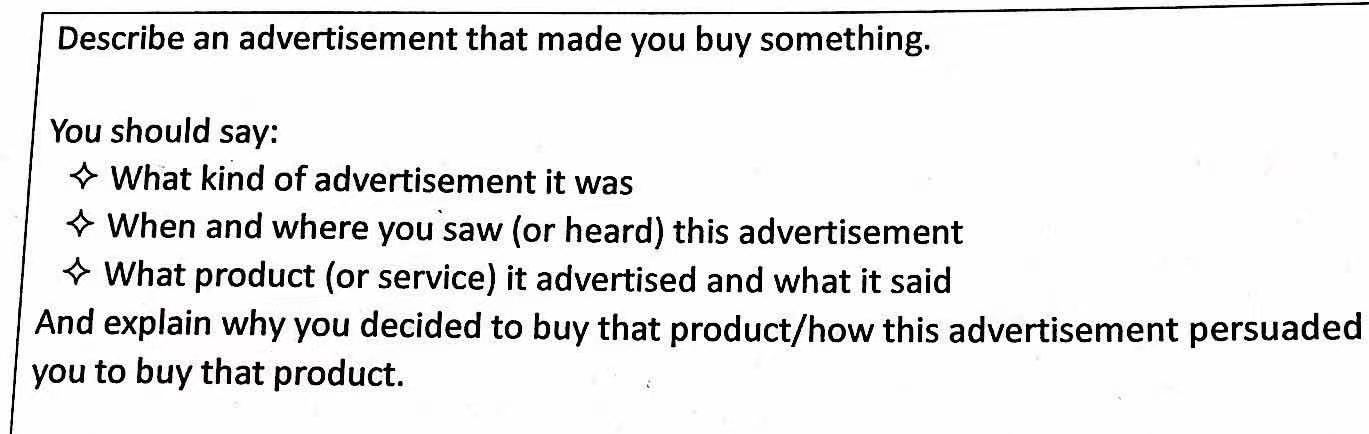 Describe an advertisement that made you buy something.
You should say:
✧ What kind of advertisement it was
✧ When and where you saw (or heard) this advertisement
✧ What product (or service) it advertised and what it said
And explain why you decided to buy that product/how this advertisement persuaded
you to buy that product.